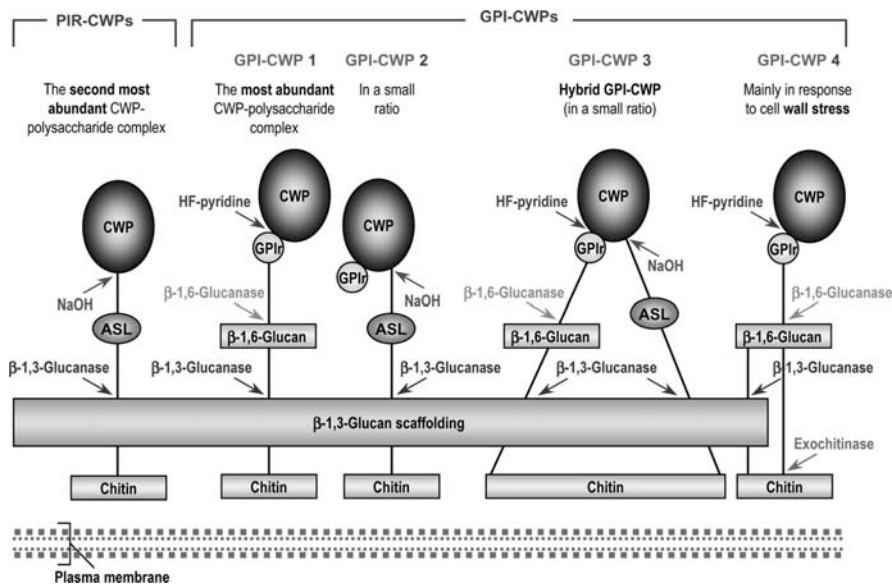 PIR-CWPs
GPI-CWPs
GPI-CWP 1
GPI-CWP 2
GPI-CWP 3
GPI-CWP 4
The second most
abundant CWP-
polysaccharide complex
The most abundant
CWP-polysaccharide
complex
In a small
ratio
Hybrid GPI-CWP
(in a small ratio)
Mainly in response
to cell wall stress
CWP
NaOH
ASL
β-1,3-Glucanase
HF-pyridine
CWP
GPIr
β-1,6-Glucanase
β-1,6-Glucan
β-1,3-Glucanase
CWP
GPIr
NaOH
ASL
β-1,3-Glucanase
HF-pyridine
CWP
GPIr
NaOH
β-1,6-Glucanase
β-1,6-Glucan
ASL
β-1,3-Glucanase
HF-pyridine
CWP
GPIr
β-1,6-Glucanase
β-1,6-Glucan
β-1,3-Glucanase
β-1,3-Glucan scaffolding
Exochitinase
Chitin
Chitin
Chitin
Chitin
Chitin
Plasma membrane